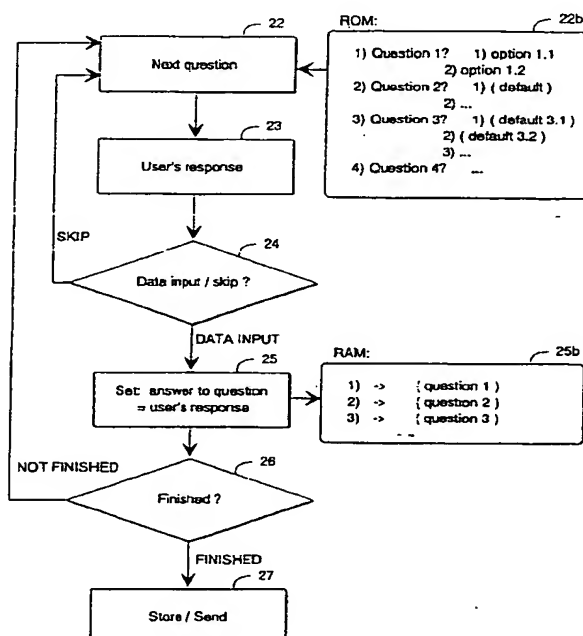 22
Next question
ROM:
22b
1) Question 1? 1) option 1.1
2) option 1.2
2) Question 2? 1) ( default )
2) ...
3) Question 3? 1) ( default 3.1 )
2) ( default 3.2 )
3) ...
4) Question 4? ...
23
User's response
SKIP
24
Data input / skip ?
DATA INPUT
25
Set: answer to question
= user's response
RAM:
25b
1) -> ( question 1 )
2) -> ( question 2 )
3) -> ( question 3 )
...
NOT FINISHED
26
Finished ?
FINISHED
27
Store / Send